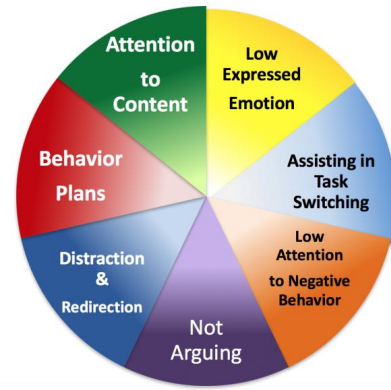 Attention
to
Content
Low
Expressed
Emotion
Assisting in
Task
Switching
Low
Attention
to Negative
Behavior
Not
Arguing
Distraction
&
Redirection
Behavior
Plans